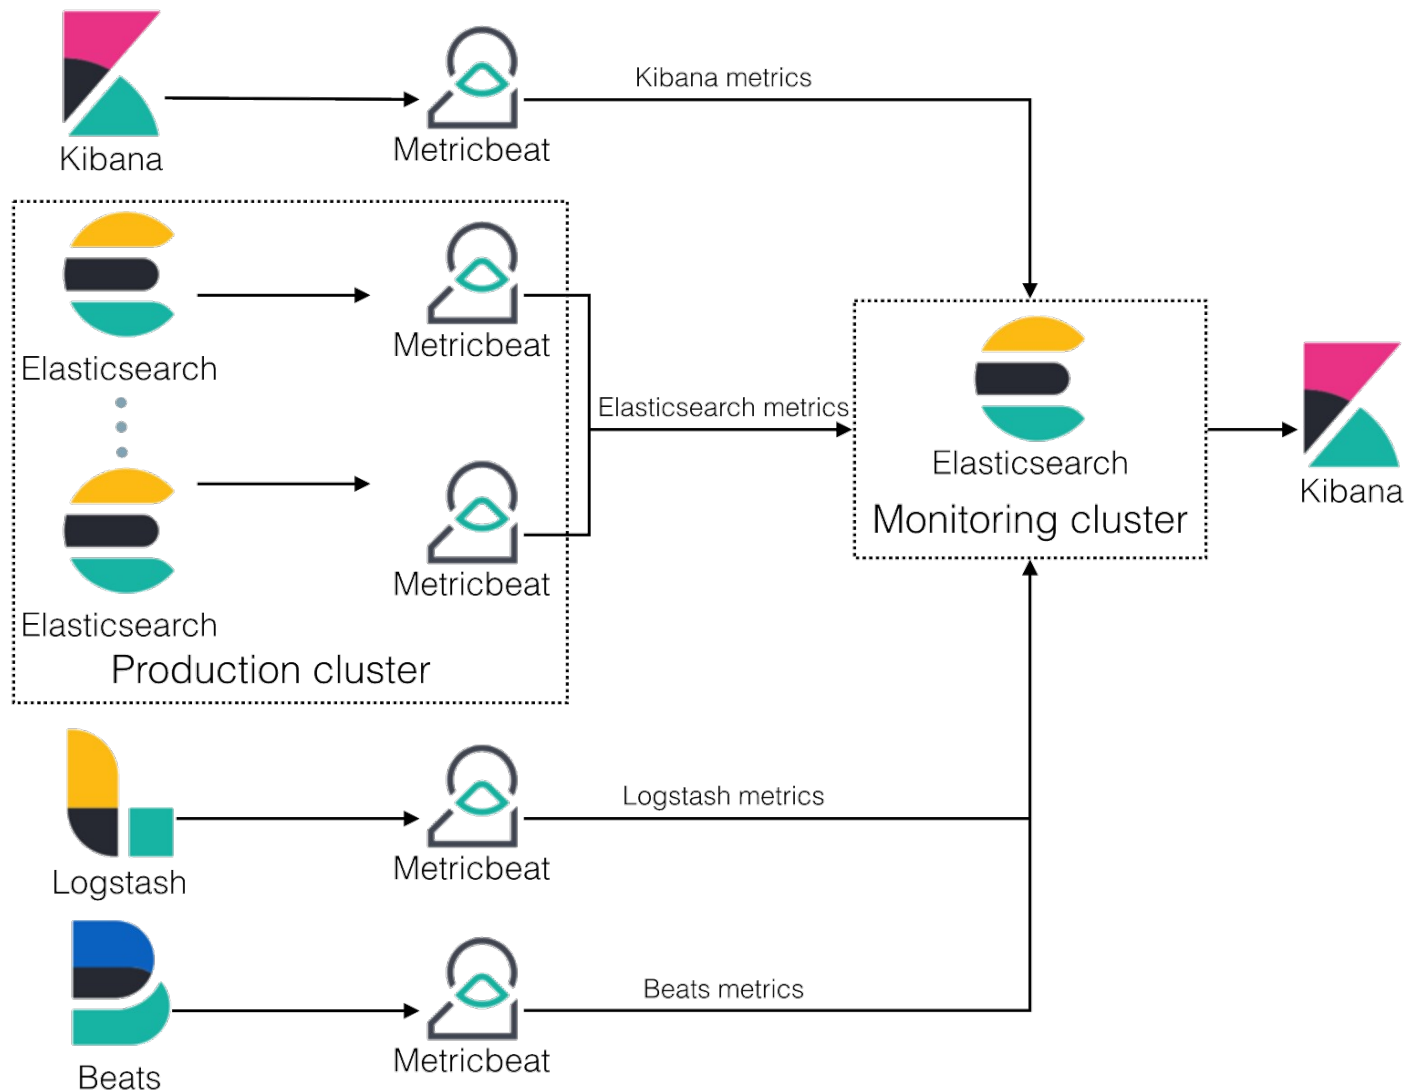 Kibana
Metricbeat
Kibana metrics
Elasticsearch
Metricbeat
Elasticsearch
Metricbeat
Production cluster
Elasticsearch metrics
Elasticsearch
Monitoring cluster
Kibana
Logstash
Metricbeat
Logstash metrics
Beats
Metricbeat
Beats metrics